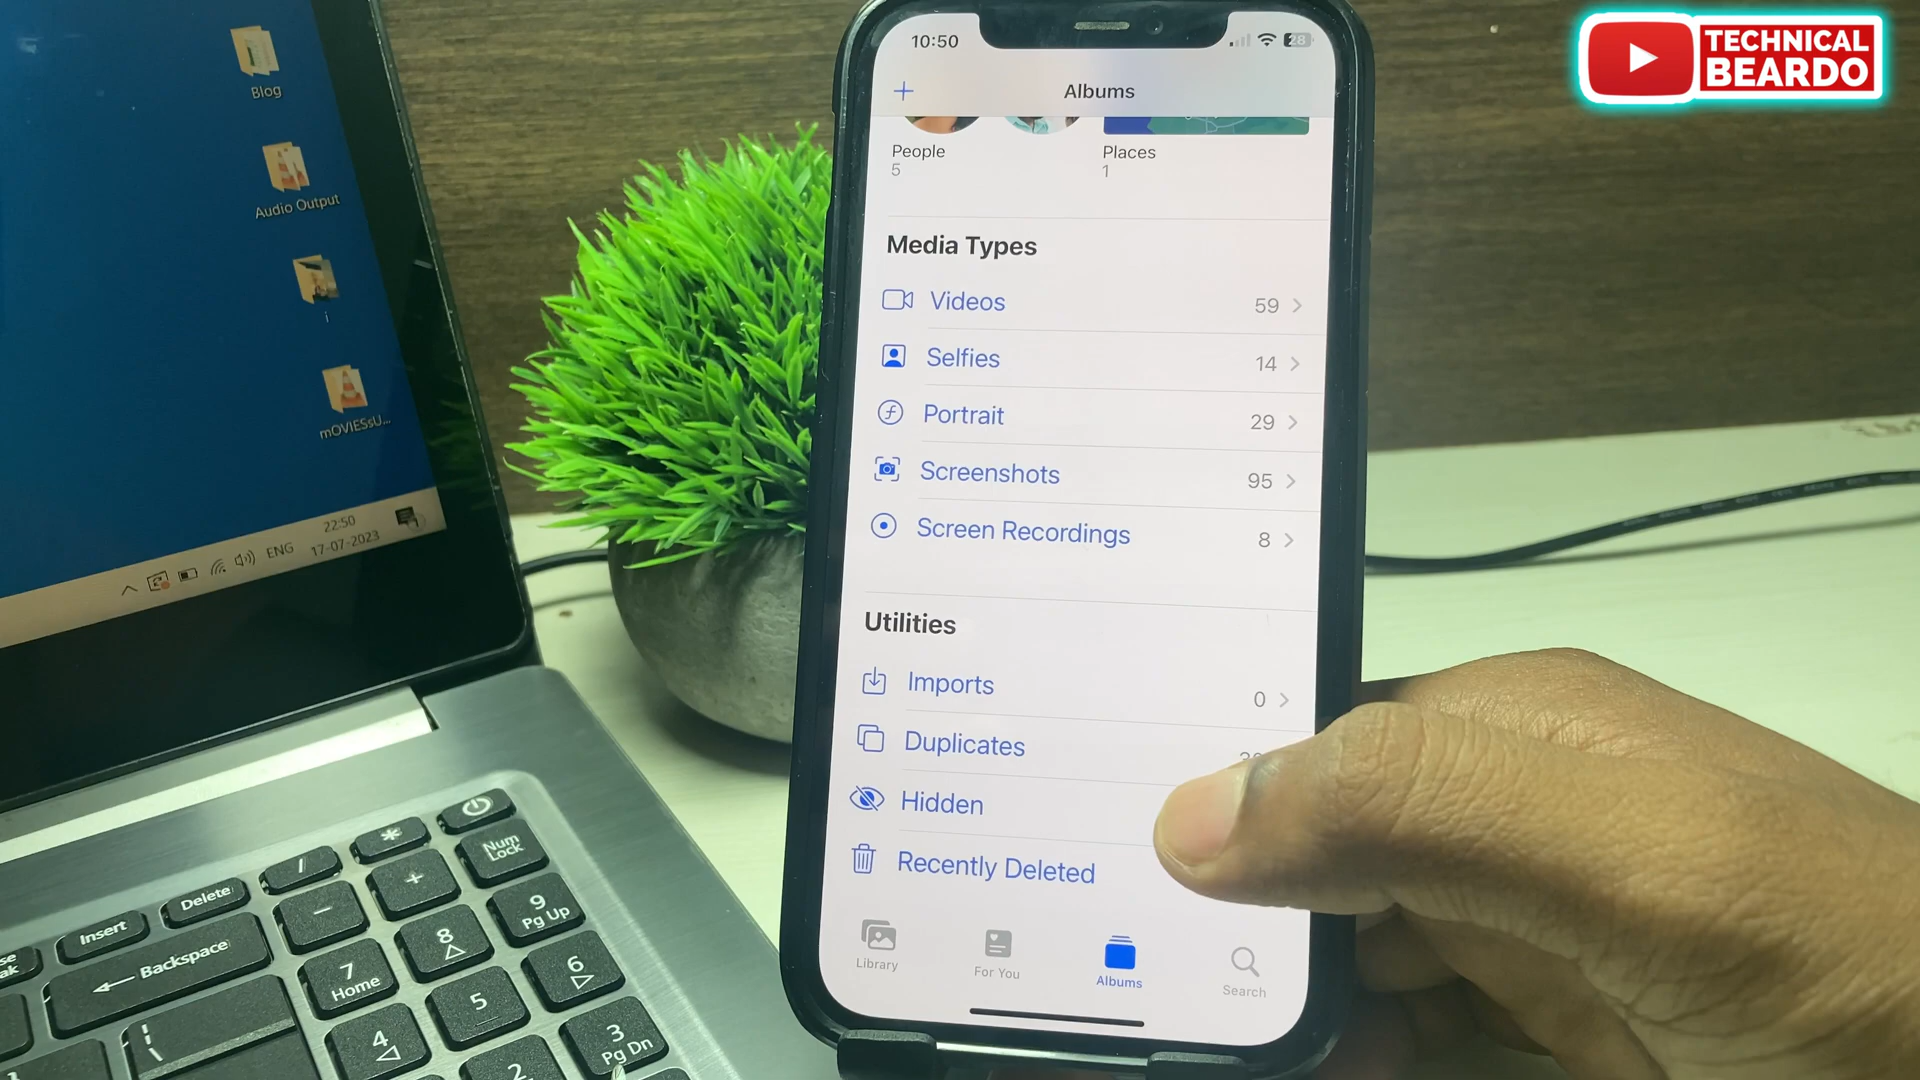 Blog
Audio Output
i
mOVIESsU...
22:50
17-07-2023
ENG
10:50
28
Albums
People
5
Places
1
Media Types
Videos 59
Selfies 14
Portrait 29
Screenshots 95
Screen Recordings 8
Utilities
Imports 0
Duplicates
Hidden
Recently Deleted
Library
For You
Albums
Search
TECHNICAL
BEARDO
Insert
Delete
/
*
Num
Lock
Backspace
-
+
9
Pg Up
7
Home
8
6
4
5
3
Pg Dn
2